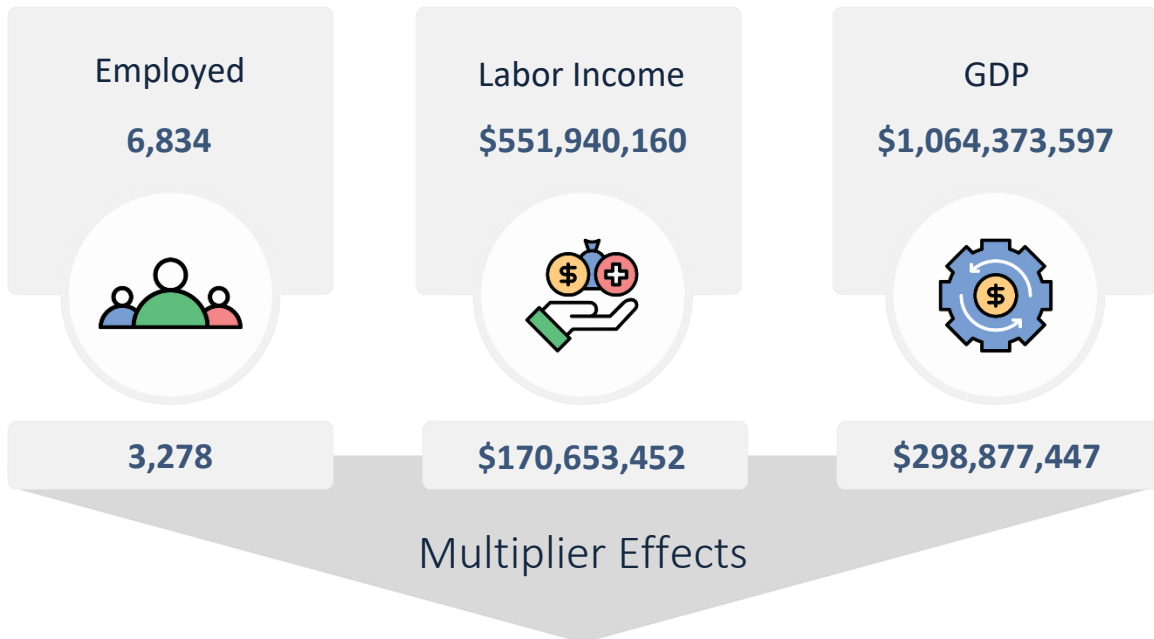 Employed
Labor Income
GDP
6,834
$551,940,160
$1,064,373,597
$
$
3,278
$170,653,452
$298,877,447
Multiplier Effects